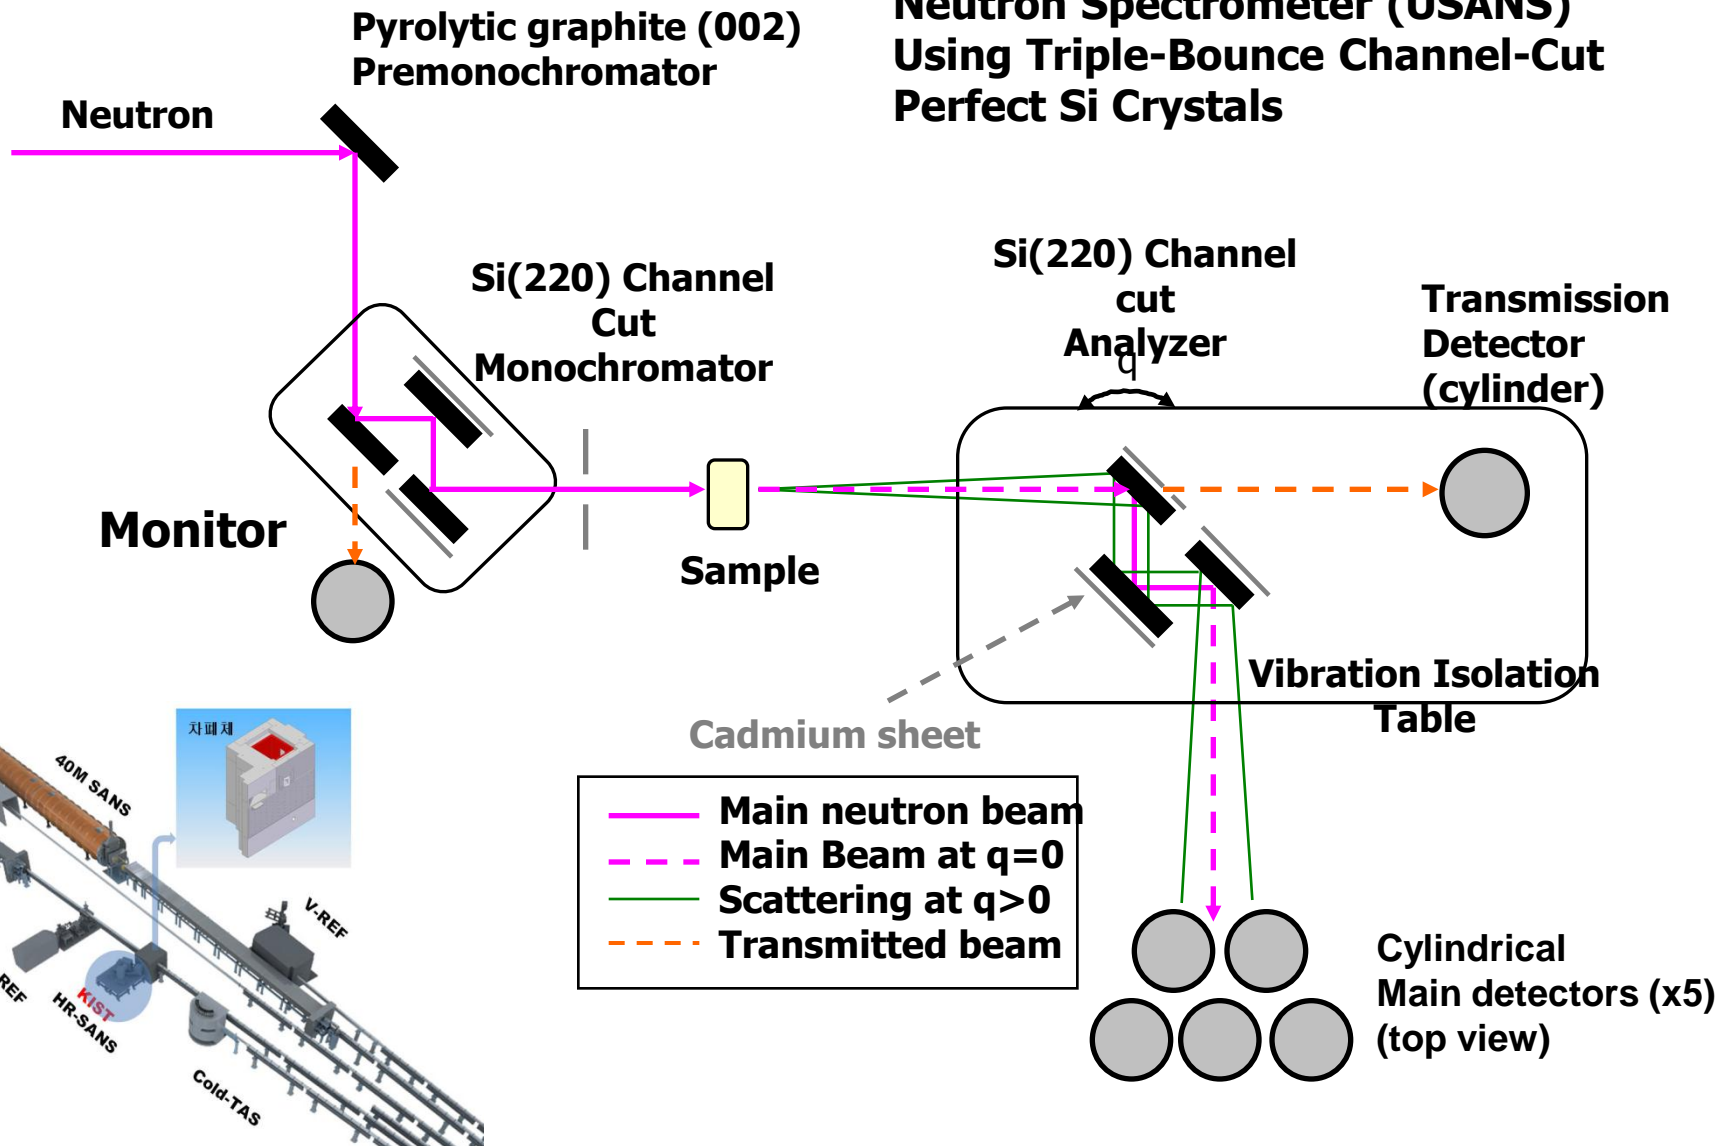 Neutron Spectrometer (USANS)
Using Triple-Bounce Channel-Cut
Perfect Si Crystals
Pyrolytic graphite (002)
Premonochromator
Neutron
Si(220) Channel
Cut
Monochromator
Si(220) Channel
cut
Analyzer
q
Transmission
Detector
(cylinder)
Monitor
Sample
Vibration Isolation
Table
Cadmium sheet
Main neutron beam
Main Beam at q=0
Scattering at q>0
Transmitted beam
Cylindrical
Main detectors (x5)
(top view)
차폐체
40M SANS
V-REF
REF
KIST
HR-SANS
Cold-TAS